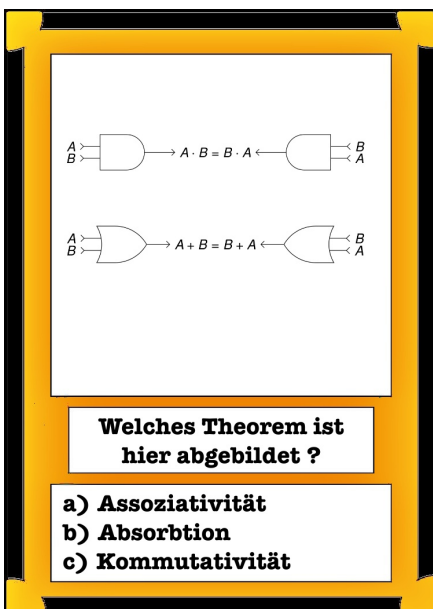 A
B
A · B = B · A
B
A
A
B
A + B = B + A
B
A
Welches Theorem ist
hier abgebildet ?
a) Assoziativität
b) Absorbtion
c) Kommutativität